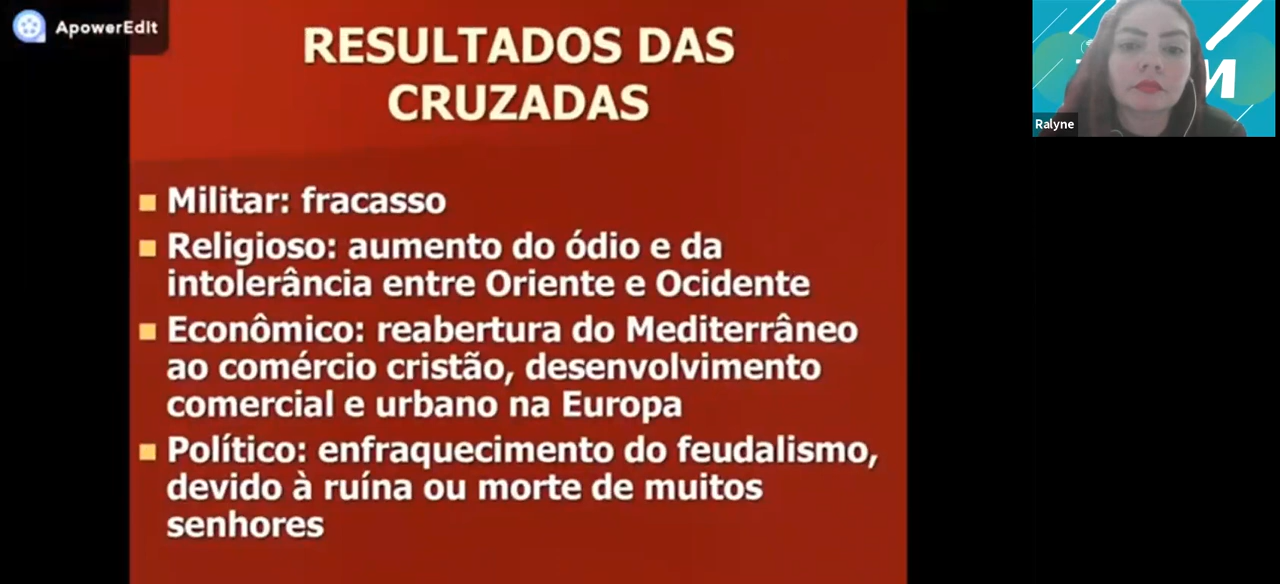 ApowerEdit
RESULTADOS DAS
CRUZADAS
Militar: fracasso
Religioso: aumento do ódio e da
intolerância entre Oriente e Ocidente
Econômico: reabertura do Mediterrâneo
ao comércio cristão, desenvolvimento
comercial e urbano na Europa
Político: enfraquecimento do feudalismo,
devido à ruína ou morte de muitos
senhores
Ralyne